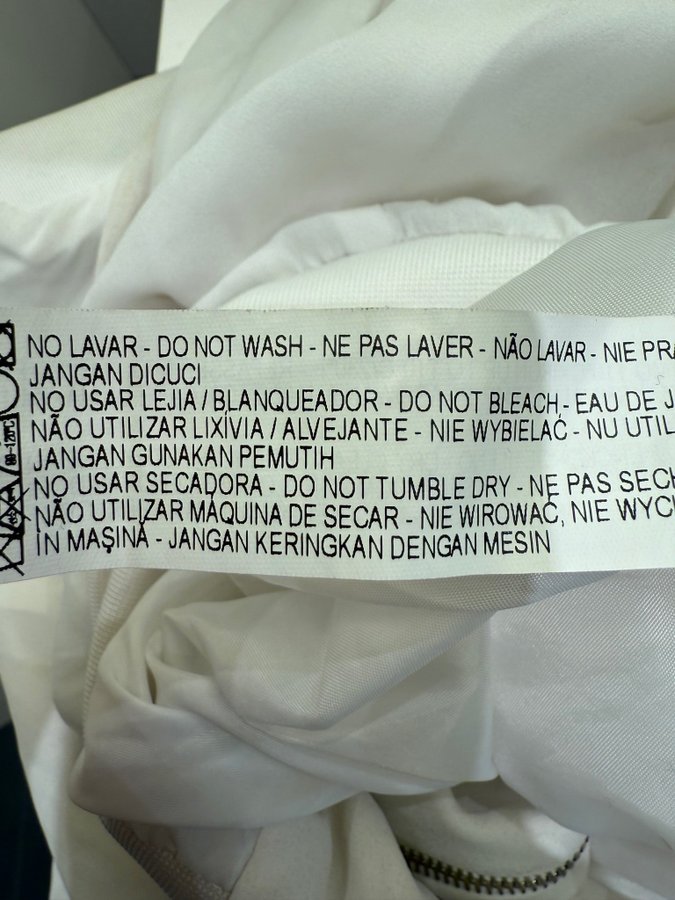 NO LAVAR - DO NOT WASH - NE PAS LAVER - NÃO LAVAR - NIE
JANGAN DICUCI
NO USAR LEJIA / BLANQUEADOR - DO NOT BLEACH - EAU DE
NÃO UTILIZAR LIXÍVIA / ALVEJANTE - NIE WYBIELAĆ - NU
JANGAN GUNAKAN PEMUTIH
NO USAR SECADORA - DO NOT TUMBLE DRY - NE PAS
NÃO UTILIZAR MÁQUINA DE SECAR - NIE WIROWAĆ, NIE
ÎN MAŞINĂ - JANGAN KERINGKAN DENGAN MESIN